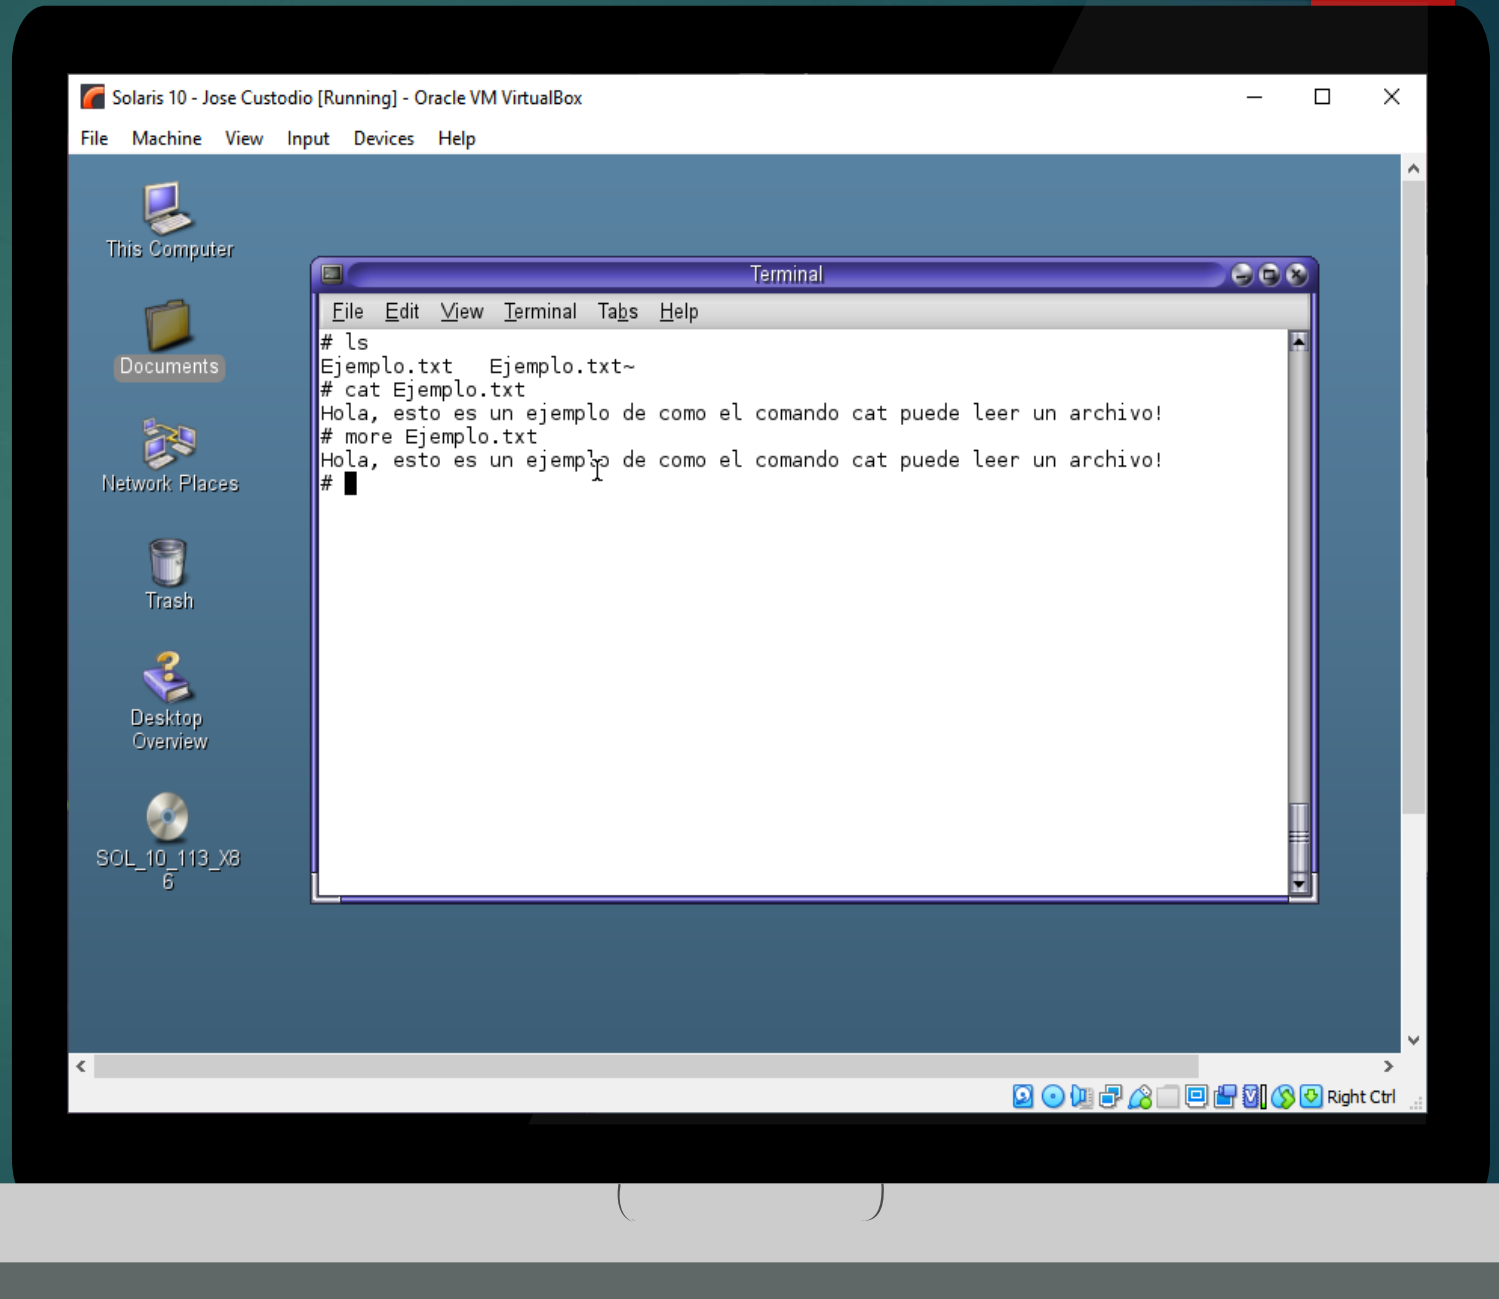 Solaris 10 - Jose Custodio [Running] - Oracle VM VirtualBox
File Machine View Input Devices Help
This Computer
Documents
Network Places
Trash
Desktop
Overview
SOL_10_113_X8
6
Terminal
File Edit View Terminal Tabs Help
# ls
Ejemplo.txt   Ejemplo.txt~
# cat Ejemplo.txt
Hola, esto es un ejemplo de como el comando cat puede leer un archivo!
# more Ejemplo.txt
Hola, esto es un ejemplo de como el comando cat puede leer un archivo!
#
Right Ctrl